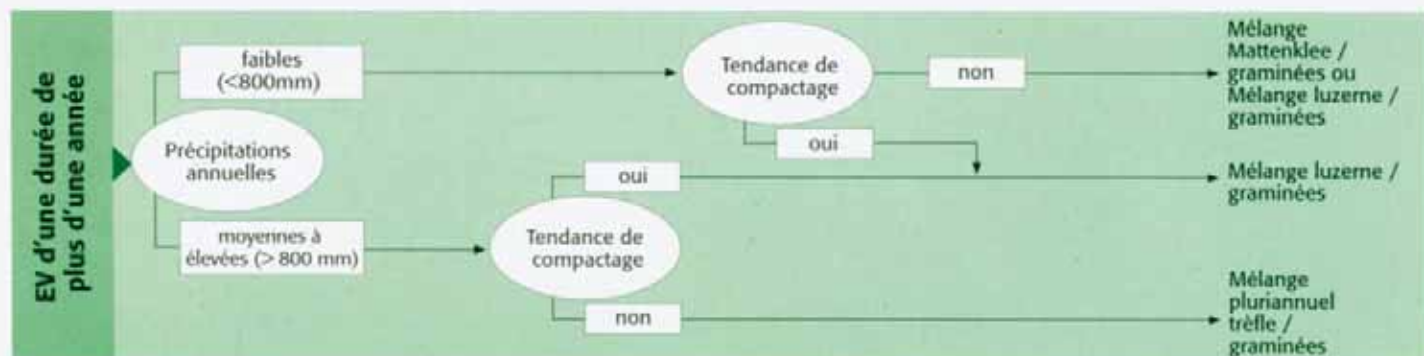 EV d'une durée de
plus d'une année
Précipitations
annuelles
faibles
(<800mm)
Tendance de
compactage
non
Mélange
Mattenklee /
graminées ou
Mélange luzerne /
graminées
oui
moyennes à
élevées (> 800 mm)
Tendance de
compactage
oui
Mélange luzerne /
graminées
non
Mélange
pluriannuel
trèfle /
graminées